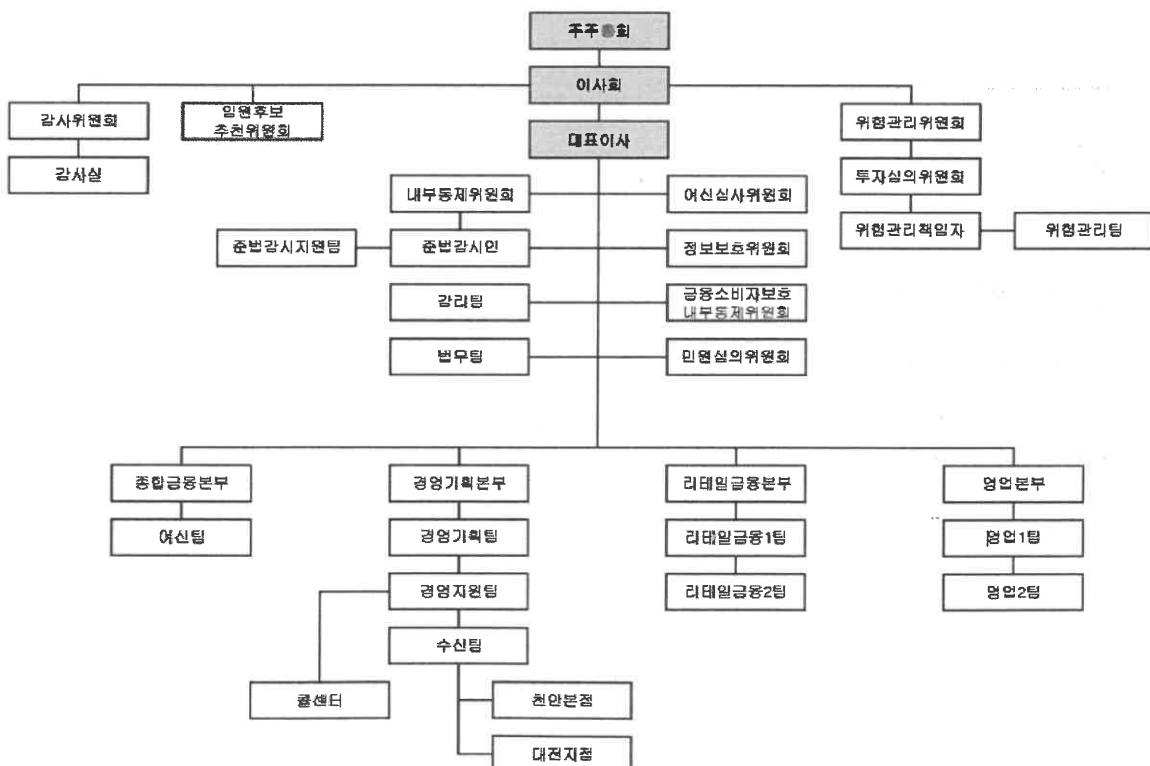 주주총회
이사회
감사위원회
임원후보
추천위원회
위험관리위원회
대표이사
감사실
투자심의위원회
내부통제위원회
여신심사위원회
위험관리책임자
위험관리팀
준법감시지원팀
준법감시인
정보보호위원회
감리팀
금융소비자보호
내부통제위원회
법무팀
민원심의위원회
종합금융본부
경영기획본부
리테일금융본부
영업본부
여신팀
경영기획팀
리테일금융1팀
영업1팀
경영지원팀
리테일금융2팀
영업2팀
수신팀
콜센터
천안본점
대전지점